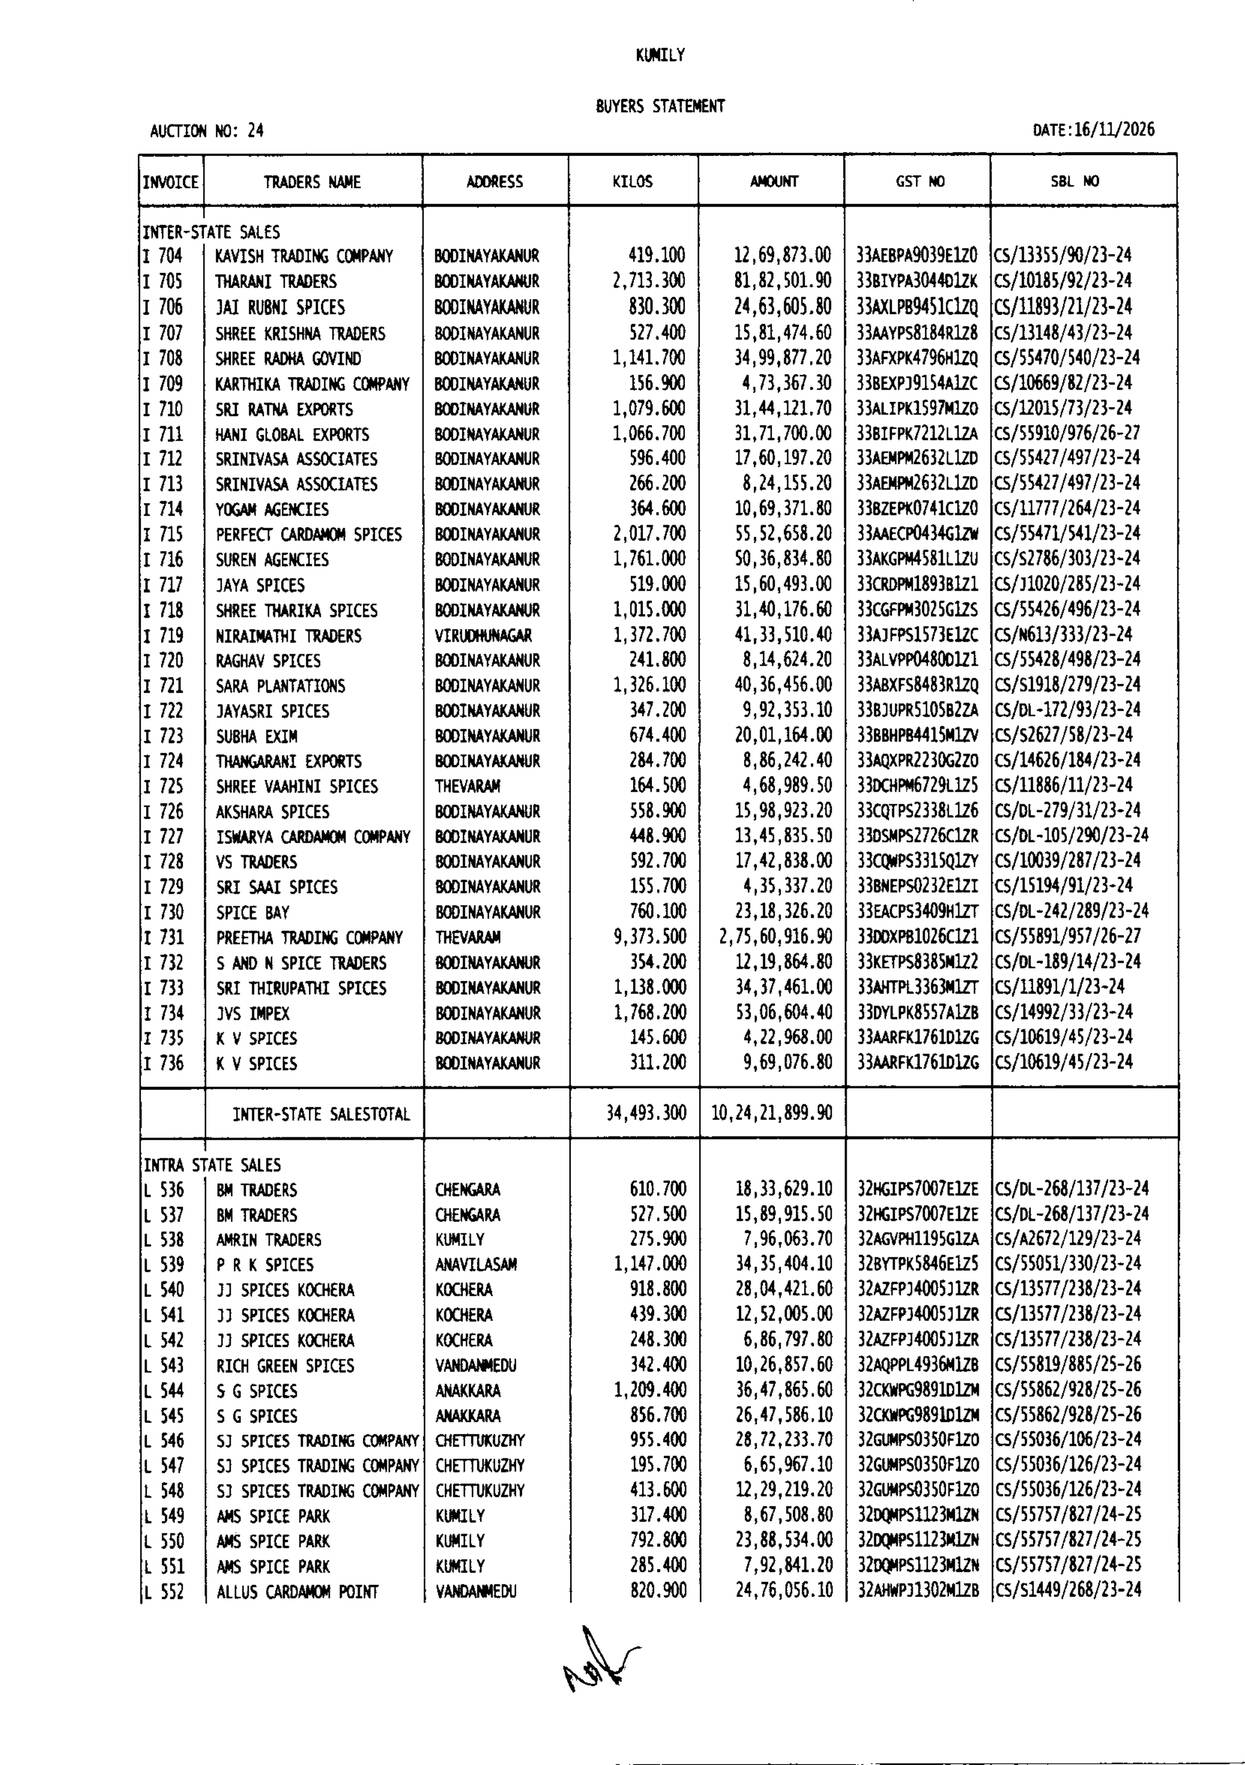 KUMILY
BUYERS STATEMENT
AUCTION NO: 24 DATE:16/11/2026
INVOICE TRADERS NAME ADDRESS KILOS AMOUNT GST NO SBL NO
INTER-STATE SALES
I 704 KAVISH TRADING COMPANY BODINAYAKANUR 419.100 12,69,873.00 33AEBPA9039E1Z0 CS/13355/90/23-24
I 705 THARANI TRADERS BODINAYAKANUR 2,713.300 81,82,501.90 33BIYPA3044D1ZK CS/10185/92/23-24
I 706 JAI RUBNI SPICES BODINAYAKANUR 830.300 24,63,605.80 33AXLPB9451C1ZQ CS/11893/21/23-24
I 707 SHREE KRISHNA TRADERS BODINAYAKANUR 527.400 15,81,474.60 33AAYPS8184R1Z8 CS/13148/43/23-24
I 708 SHREE RADHA GOVIND BODINAYAKANUR 1,141.700 34,99,877.20 33AFXPK4796H1ZQ CS/55470/540/23-24
I 709 KARTHIKA TRADING COMPANY BODINAYAKANUR 156.900 4,73,367.30 33BEXPJ9154A1ZC CS/10669/82/23-24
I 710 SRI RATNA EXPORTS BODINAYAKANUR 1,079.600 31,44,121.70 33ALIPK1597M1ZO CS/12015/73/23-24
I 711 HANI GLOBAL EXPORTS BODINAYAKANUR 1,066.700 31,71,700.00 33BIFPK7212L1ZA CS/55910/976/26-27
I 712 SRINIVASA ASSOCIATES BODINAYAKANUR 596.400 17,60,197.20 33AEMPM2632L1ZD CS/55427/497/23-24
I 713 SRINIVASA ASSOCIATES BODINAYAKANUR 266.200 8,24,155.20 33AEMPM2632L1ZD CS/55427/497/23-24
I 714 YOGAM AGENCIES BODINAYAKANUR 364.600 10,69,371.80 33BZEPK0741C1Z0 CS/11777/264/23-24
I 715 PERFECT CARDAMOM SPICES BODINAYAKANUR 2,017.700 55,52,658.20 33AAECP0434G1ZW CS/55471/541/23-24
I 716 SUREN AGENCIES BODINAYAKANUR 1,761.000 50,36,834.80 33AKGPM4581L1ZU CS/S2786/303/23-24
I 717 JAYA SPICES BODINAYAKANUR 519.000 15,60,493.00 33CRDPM1893B1Z1 CS/J1020/285/23-24
I 718 SHREE THARIKA SPICES BODINAYAKANUR 1,015.000 31,40,176.60 33CGFPM3025G1ZS CS/55426/496/23-24
I 719 NIRAIMATHI TRADERS VIRUDHUNAGAR 1,372.700 41,33,510.40 33AJFPS1573E1ZC CS/N613/333/23-24
I 720 RAGHAV SPICES BODINAYAKANUR 241.800 8,14,624.20 33ALVPP0480D1Z1 CS/55428/498/23-24
I 721 SARA PLANTATIONS BODINAYAKANUR 1,326.100 40,36,456.00 33ABXFS8483R1ZQ CS/S1918/279/23-24
I 722 JAYASRI SPICES BODINAYAKANUR 347.200 9,92,353.10 33BJUPR5105B2ZA CS/DL-172/93/23-24
I 723 SUBHA EXIM BODINAYAKANUR 674.400 20,01,164.00 33BBHPB4415M1ZV CS/S2627/58/23-24
I 724 THANGARANI EXPORTS BODINAYAKANUR 284.700 8,86,242.40 33AQXPR2230G2ZO CS/14626/184/23-24
I 725 SHREE VAAHINI SPICES THEVARAM 164.500 4,68,989.50 33DCHPM6729L1Z5 CS/11886/11/23-24
I 726 AKSHARA SPICES BODINAYAKANUR 558.900 15,98,923.20 33CQTPS2338L1Z6 CS/DL-279/31/23-24
I 727 ISWARYA CARDAMOM COMPANY BODINAYAKANUR 448.900 13,45,835.50 33DSMPS2726C1ZR CS/DL-105/290/23-24
I 728 VS TRADERS BODINAYAKANUR 592.700 17,42,838.00 33CQWPS3315Q1ZY CS/10039/287/23-24
I 729 SRI SAAI SPICES BODINAYAKANUR 155.700 4,35,337.20 33BNEPS0232E1ZI CS/15194/91/23-24
I 730 SPICE BAY BODINAYAKANUR 760.100 23,18,326.20 33EACPS3409H1ZT CS/DL-242/289/23-24
I 731 PREETHA TRADING COMPANY THEVARAM 9,373.500 2,75,60,916.90 33DDXPB1026C1Z1 CS/55891/957/26-27
I 732 S AND N SPICE TRADERS BODINAYAKANUR 354.200 12,19,864.80 33KETPS8385M1Z2 CS/DL-189/14/23-24
I 733 SRI THIRUPATHI SPICES BODINAYAKANUR 1,138.000 34,37,461.00 33AHTPL3363M1ZT CS/11891/1/23-24
I 734 JVS IMPEX BODINAYAKANUR 1,768.200 53,06,604.40 33DYLPK8557A1ZB CS/14992/33/23-24
I 735 K V SPICES BODINAYAKANUR 145.600 4,22,968.00 33AARFK1761D1ZG CS/10619/45/23-24
I 736 K V SPICES BODINAYAKANUR 311.200 9,69,076.80 33AARFK1761D1ZG CS/10619/45/23-24
INTER-STATE SALESTOTAL 34,493.300 10,24,21,899.90
INTRA STATE SALES
L 536 BM TRADERS CHENGARA 610.700 18,33,629.10 32HGIPS7007E1ZE CS/DL-268/137/23-24
L 537 BM TRADERS CHENGARA 527.500 15,89,915.50 32HGIPS7007E1ZE CS/DL-268/137/23-24
L 538 AMRIN TRADERS KUMILY 275.900 7,96,063.70 32AGVPH1195G1ZA CS/A2672/129/23-24
L 539 P R K SPICES ANAVILASAM 1,147.000 34,35,404.10 32BYTPK5846E1Z5 CS/55051/330/23-24
L 540 JJ SPICES KOCHERA KOCHERA 918.800 28,04,421.60 32AZFPJ4005J1ZR CS/13577/238/23-24
L 541 JJ SPICES KOCHERA KOCHERA 439.300 12,52,005.00 32AZFPJ4005J1ZR CS/13577/238/23-24
L 542 JJ SPICES KOCHERA KOCHERA 248.300 6,86,797.80 32AZFPJ4005J1ZR CS/13577/238/23-24
L 543 RICH GREEN SPICES VANDANMEDU 342.400 10,26,857.60 32AQPPL4936M1ZB CS/55819/885/25-26
L 544 S G SPICES ANAKKARA 1,209.400 36,47,865.60 32CKWPG9891D1ZM CS/55862/928/25-26
L 545 S G SPICES ANAKKARA 856.700 26,47,586.10 32CKWPG9891D1ZM CS/55862/928/25-26
L 546 SJ SPICES TRADING COMPANY CHETTUKUZHY 955.400 28,72,233.70 32GUMPS0350F1ZO CS/55036/106/23-24
L 547 SJ SPICES TRADING COMPANY CHETTUKUZHY 195.700 6,65,967.10 32GUMPS0350F1ZO CS/55036/126/23-24
L 548 SJ SPICES TRADING COMPANY CHETTUKUZHY 413.600 12,29,219.20 32GUMPS0350F1ZO CS/55036/126/23-24
L 549 AMS SPICE PARK KUMILY 317.400 8,67,508.80 32DQMPS1123M1ZN CS/55757/827/24-25
L 550 AMS SPICE PARK KUMILY 792.800 23,88,534.00 32DQMPS1123M1ZN CS/55757/827/24-25
L 551 AMS SPICE PARK KUMILY 285.400 7,92,841.20 32DQMPS1123M1ZN CS/55757/827/24-25
L 552 ALLUS CARDAMOM POINT VANDANMEDU 820.900 24,76,056.10 32AHWPJ1302M1ZB CS/S1449/268/23-24